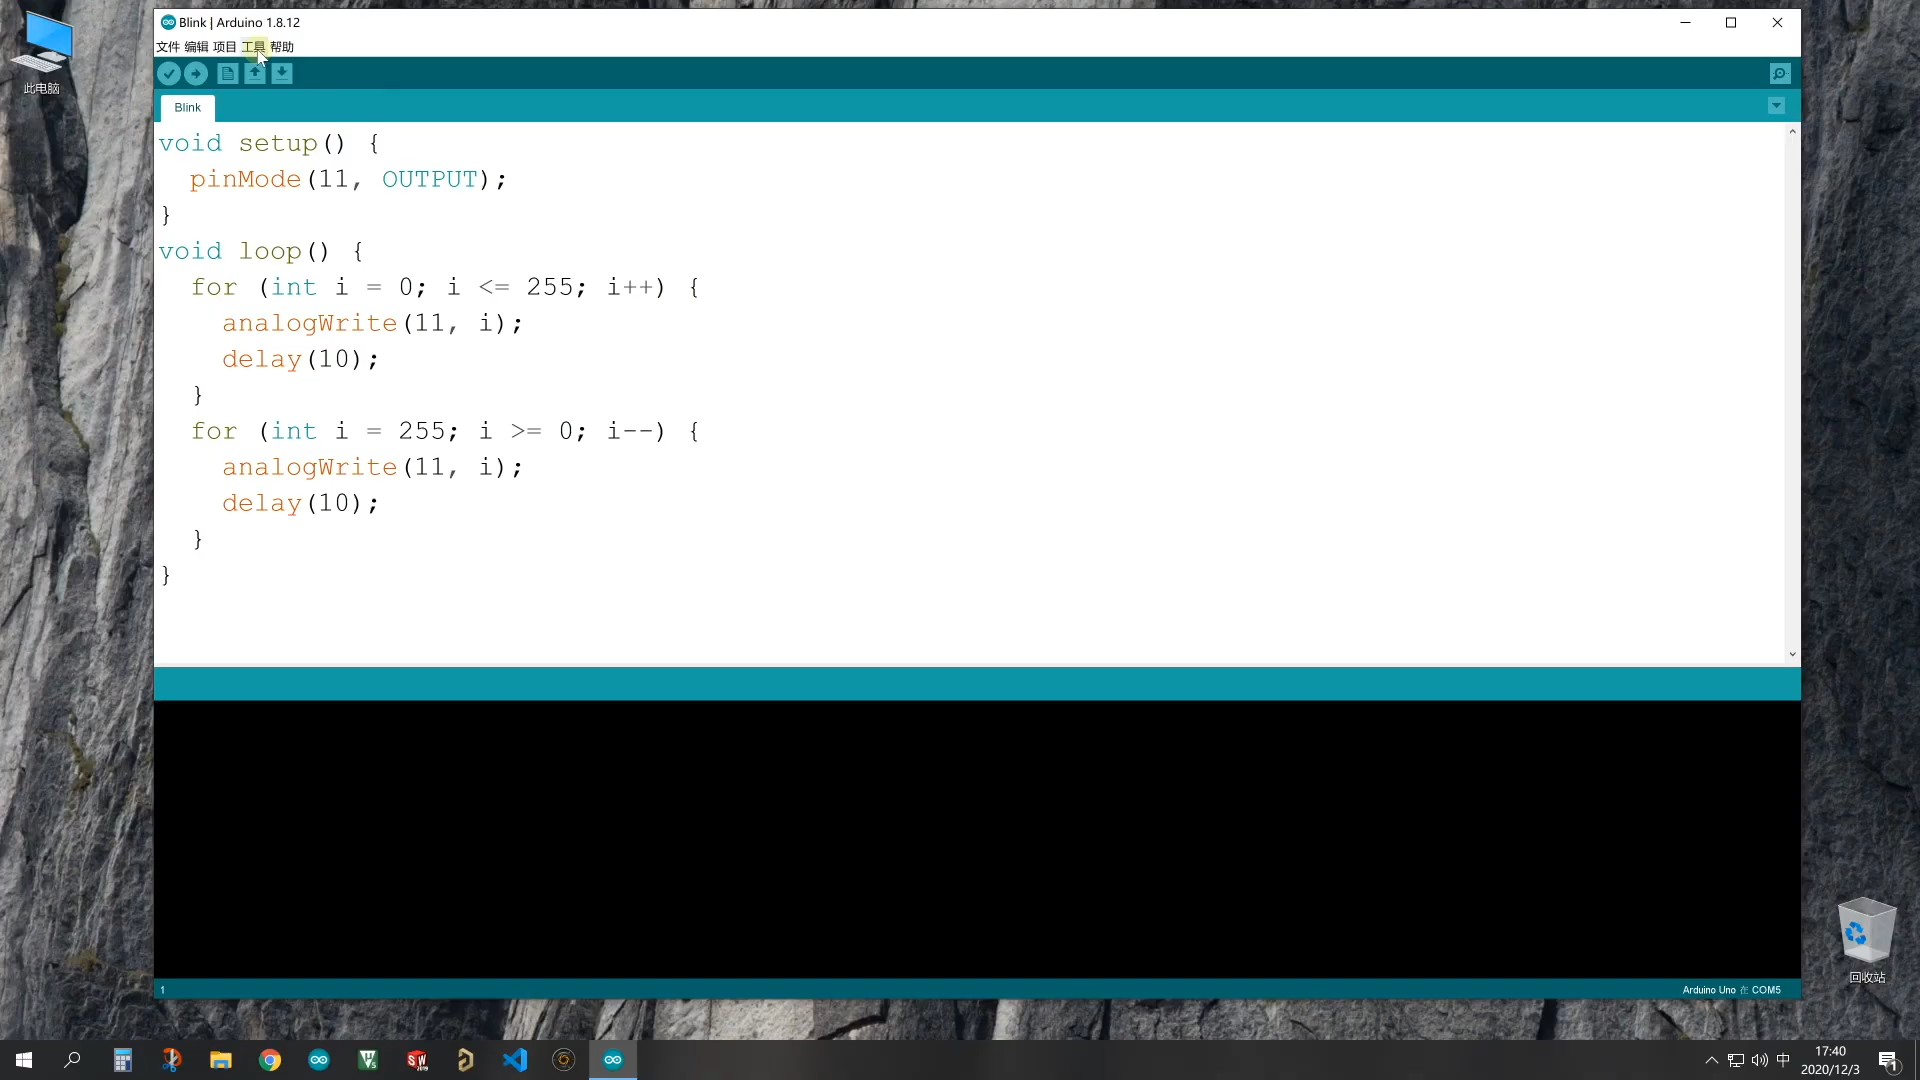 此电脑
Blink | Arduino 1.8.12
文件 编辑 项目 工具 帮助
Blink
void setup() {
  pinMode(11, OUTPUT);
}
void loop() {
  for (int i = 0; i <= 255; i++) {
    analogWrite(11, i);
    delay(10);
  }
  for (int i = 255; i >= 0; i--) {
    analogWrite(11, i);
    delay(10);
  }
}
1
Arduino Uno 在 COM5
回收站
中
17:40
2020/12/3
1